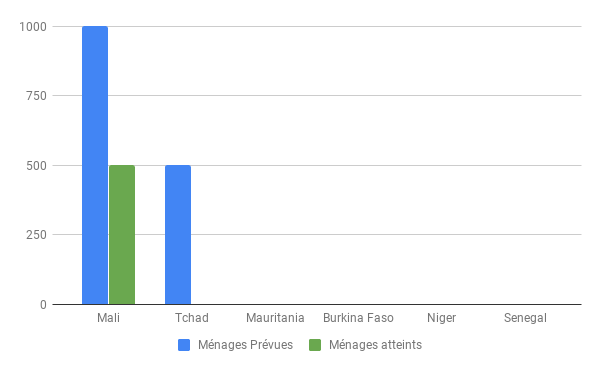 1000
750
500
250
0
Mali Tchad Mauritania Burkina Faso Niger Senegal
Ménages Prévues Ménages atteints